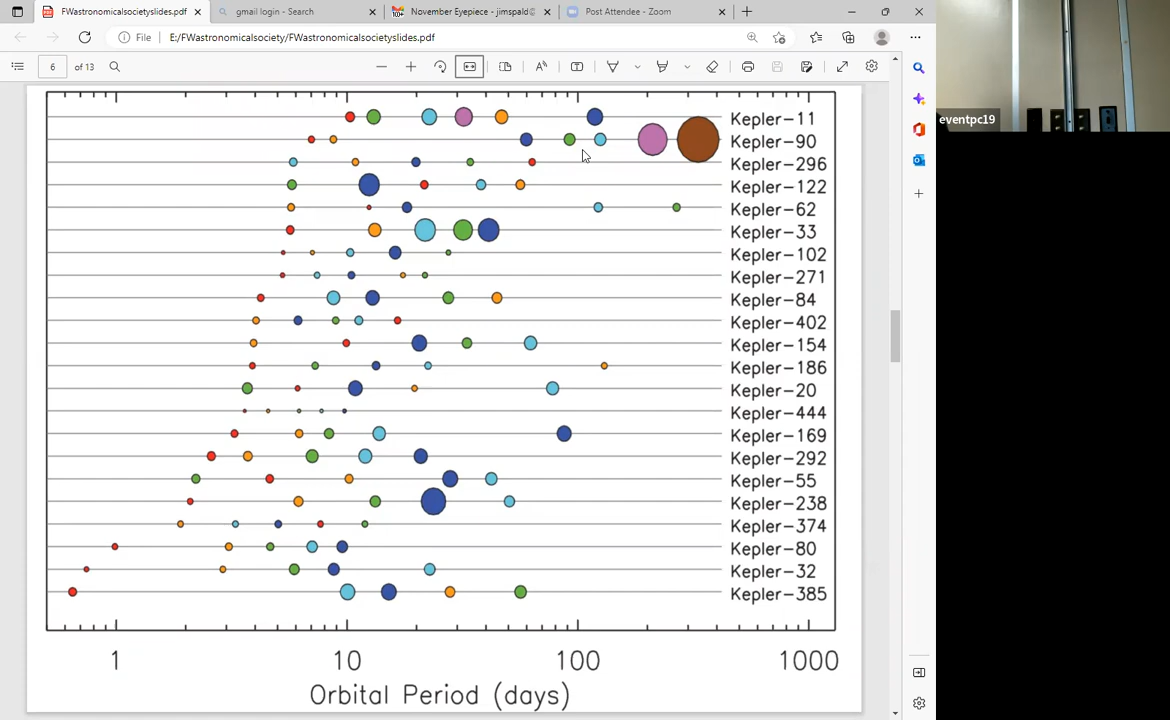 FWastronomicalsociety​slides.pdf
gmail login - Search
November Eyepiece - jimspald@
Post Attendee - Zoom
File
E:/FWastronomicalsociety/FWastronomicalsocietyslides.pdf
6 of 13
eventpc19
Kepler-11
Kepler-90
Kepler-296
Kepler-122
Kepler-62
Kepler-33
Kepler-102
Kepler-271
Kepler-84
Kepler-402
Kepler-154
Kepler-186
Kepler-20
Kepler-444
Kepler-169
Kepler-292
Kepler-55
Kepler-238
Kepler-374
Kepler-80
Kepler-32
Kepler-385
1 10 100 1000
Orbital Period (days)